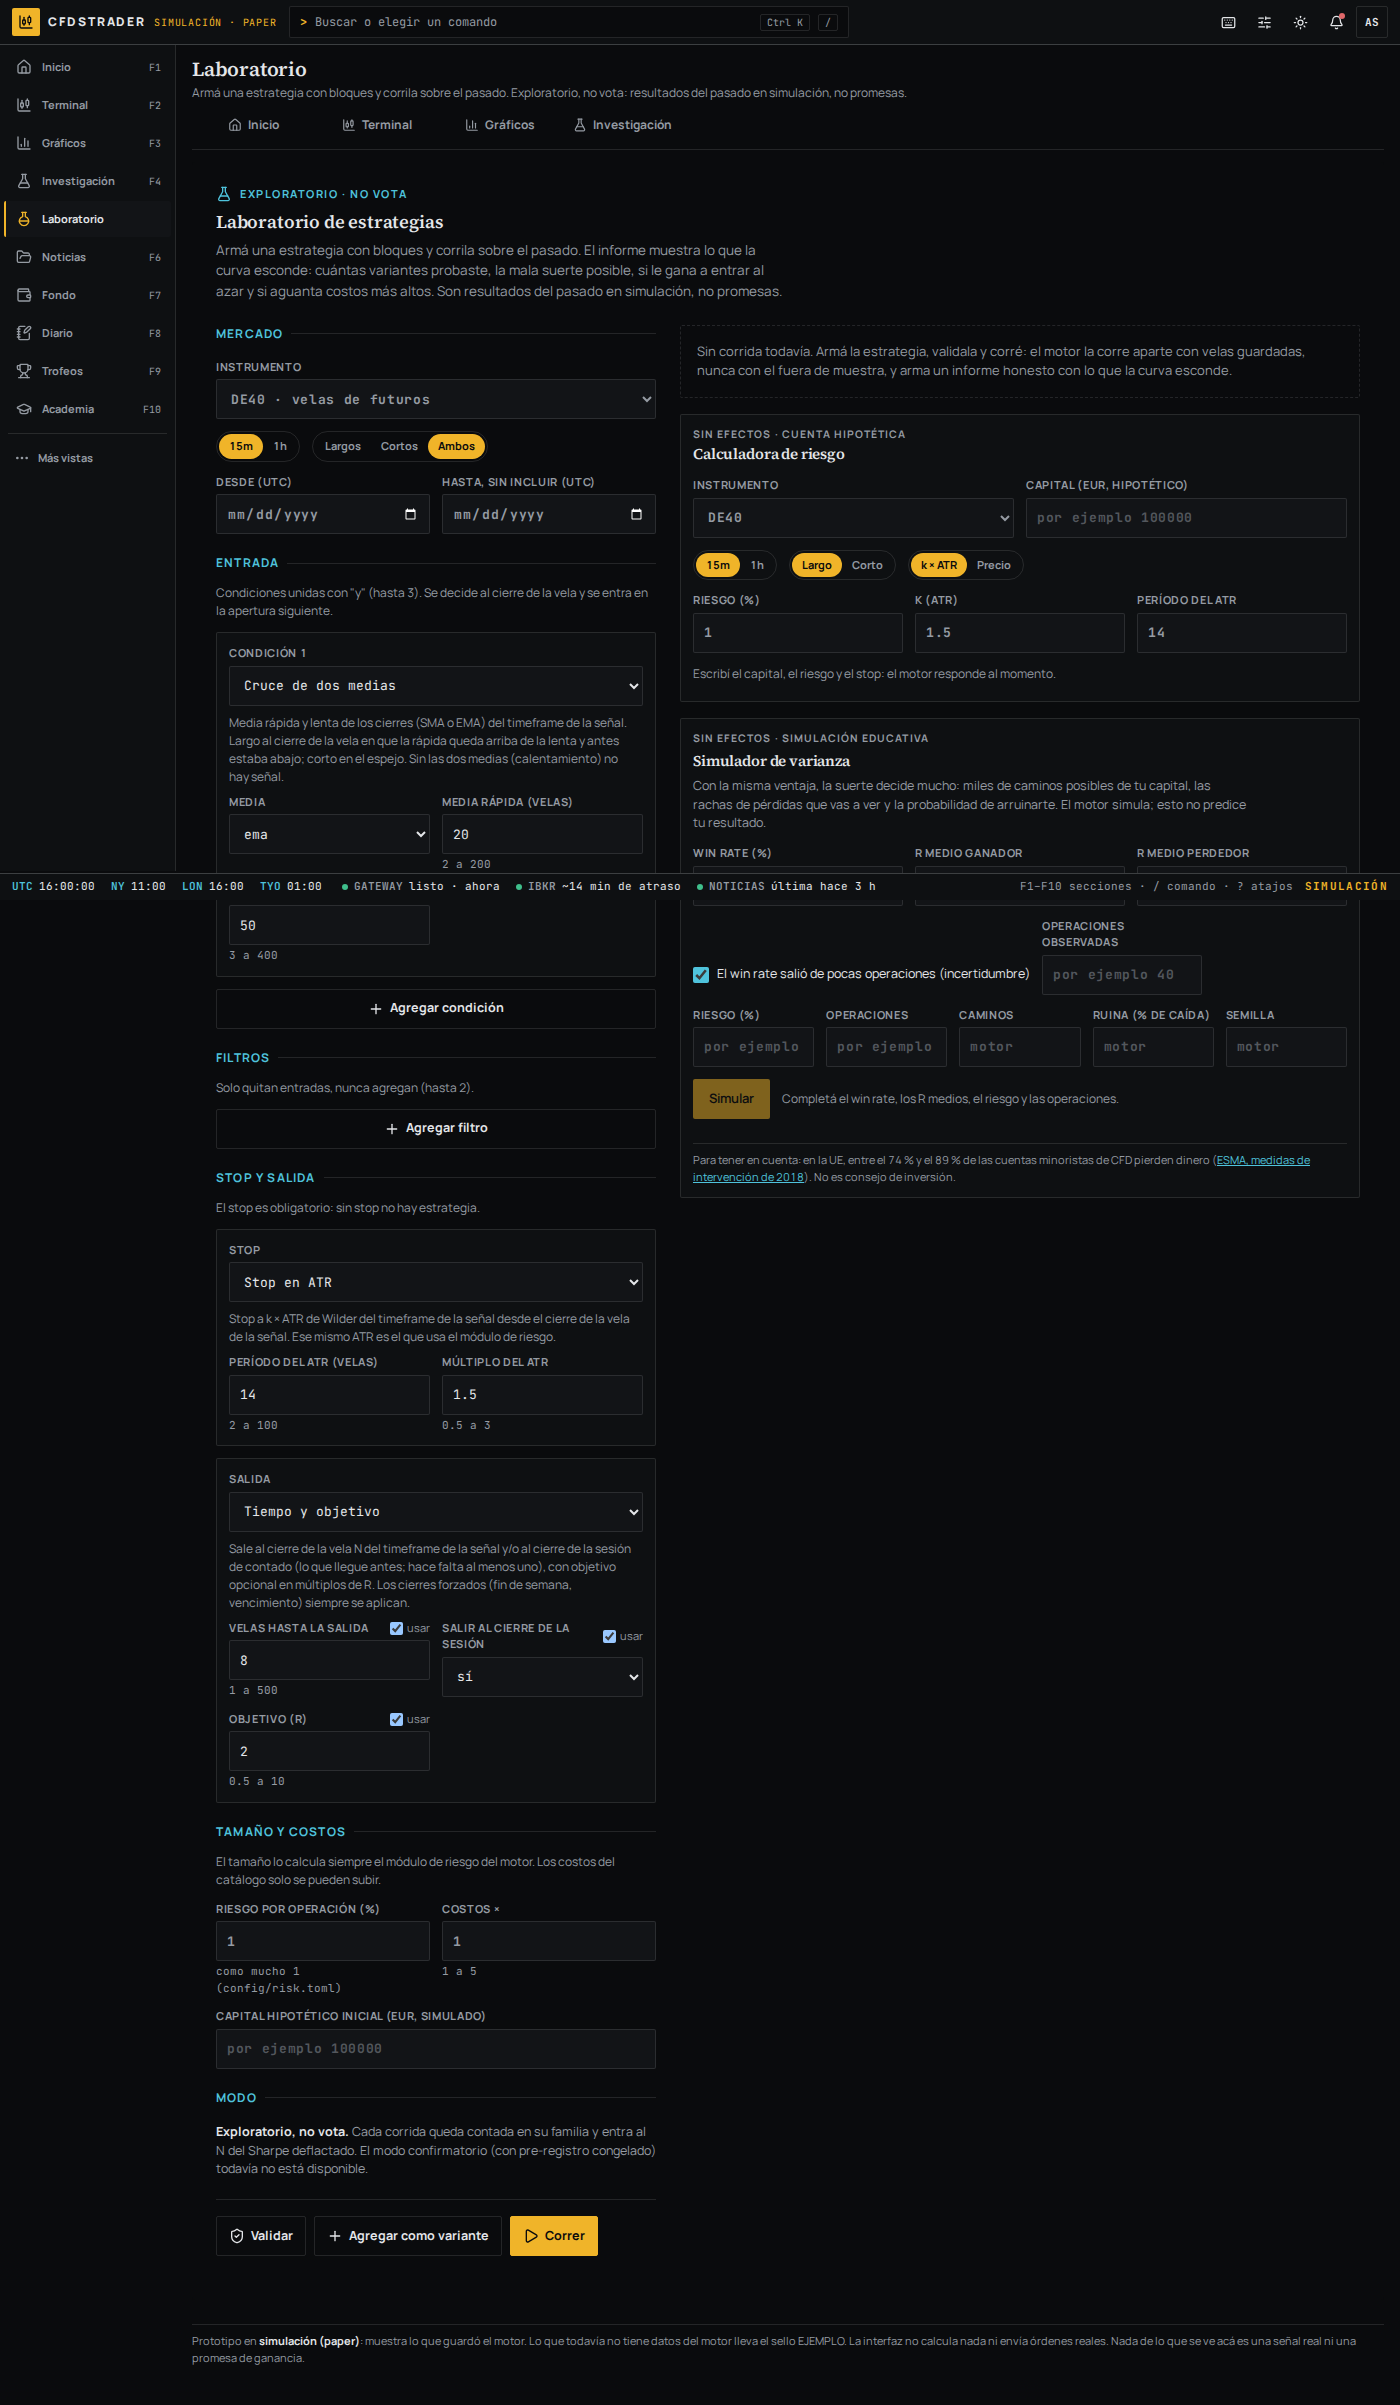 CFDSTRADER SIMULACIÓN · PAPER
> Buscar o elegir un comando Ctrl K /
AS
Inicio F1
Terminal F2
Gráficos F3
Investigación F4
Laboratorio
Noticias F6
Fondo F7
Diario F8
Trofeos F9
Academia F10
Más vistas
Laboratorio
Armá una estrategia con bloques y corrila sobre el pasado. Exploratorio, no vota: resultados del pasado en simulación, no promesas.
Inicio Terminal Gráficos Investigación
EXPLORATORIO · NO VOTA
Laboratorio de estrategias
Armá una estrategia con bloques y corrila sobre el pasado. El informe muestra lo que la
curva esconde: cuántas variantes probaste, la mala suerte posible, si le gana a entrar al
azar y si aguanta costos más altos. Son resultados del pasado en simulación, no promesas.
MERCADO
INSTRUMENTO
DE40 · velas de futuros
15m 1h Largos Cortos Ambos
DESDE (UTC) HASTA, SIN INCLUIR (UTC)
mm/dd/yyyy mm/dd/yyyy
ENTRADA
Condiciones unidas con "y" (hasta 3). Se decide al cierre de la vela y se entra en
la apertura siguiente.
CONDICIÓN 1
Cruce de dos medias
Media rápida y lenta de los cierres (SMA o EMA) del timeframe de la señal.
Largo al cierre de la vela en que la rápida queda arriba de la lenta y antes
estaba abajo; corto en el espejo. Sin las dos medias (calentamiento) no
hay señal.
MEDIA MEDIA RÁPIDA (VELAS)
ema 20
2 a 200
50
3 a 400
Agregar condición
FILTROS
Solo quitan entradas, nunca agregan (hasta 2).
Agregar filtro
STOP Y SALIDA
El stop es obligatorio: sin stop no hay estrategia.
STOP
Stop en ATR
Stop a k × ATR de Wilder del timeframe de la señal desde el cierre de la vela
de la señal. Ese mismo ATR es el que usa el módulo de riesgo.
PERÍODO DEL ATR (VELAS) MÚLTIPLO DEL ATR
14 1.5
2 a 100 0.5 a 3
SALIDA
Tiempo y objetivo
Sale al cierre de la vela N del timeframe de la señal y/o al cierre de la sesión
de contado (lo que llegue antes; hace falta al menos uno), con objetivo
opcional en múltiplos de R. Los cierres forzados (fin de semana,
vencimiento) siempre se aplican.
VELAS HASTA LA SALIDA usar SALIR AL CIERRE DE LA SESIÓN usar
8 sí
1 a 500
OBJETIVO (R) usar
2
0.5 a 10
TAMAÑO Y COSTOS
El tamaño lo calcula siempre el módulo de riesgo del motor. Los costos del
catálogo solo se pueden subir.
RIESGO POR OPERACIÓN (%) COSTOS ×
1 1
como mucho 1 1 a 5
(config/risk.toml)
CAPITAL HIPOTÉTICO INICIAL (EUR, SIMULADO)
por ejemplo 100000
MODO
Exploratorio, no vota. Cada corrida queda contada en su familia y entra al
N del Sharpe deflactado. El modo confirmatorio (con pre-registro congelado)
todavía no está disponible.
Validar Agregar como variante Correr
Sin corrida todavía. Armá la estrategia, validala y corré: el motor la corre aparte con velas guardadas,
nunca con el fuera de muestra, y arma un informe honesto con lo que la curva esconde.
SIN EFECTOS · CUENTA HIPOTÉTICA
Calculadora de riesgo
INSTRUMENTO CAPITAL (EUR, HIPOTÉTICO)
DE40 por ejemplo 100000
15m 1h Largo Corto k × ATR Precio
RIESGO (%) K (ATR) PERÍODO DEL ATR
1 1.5 14
Escribí el capital, el riesgo y el stop: el motor responde al momento.
SIN EFECTOS · SIMULACIÓN EDUCATIVA
Simulador de varianza
Con la misma ventaja, la suerte decide mucho: miles de caminos posibles de tu capital, las
rachas de pérdidas que vas a ver y la probabilidad de arruinarte. El motor simula; esto no predice
tu resultado.
WIN RATE (%) R MEDIO GANADOR R MEDIO PERDEDOR
OPERACIONES
OBSERVADAS
El win rate salió de pocas operaciones (incertidumbre) por ejemplo 40
RIESGO (%) OPERACIONES CAMINOS RUINA (% DE CAÍDA) SEMILLA
por ejemplo por ejemplo motor motor motor
Simular Completá el win rate, los R medios, el riesgo y las operaciones.
Para tener en cuenta: en la UE, entre el 74 % y el 89 % de las cuentas minoristas de CFD pierden dinero (ESMA, medidas de
intervención de 2018). No es consejo de inversión.
UTC 16:00:00 NY 11:00 LON 16:00 TYO 01:00 GATEWAY listo · ahora IBKR ~14 min de atraso NOTICIAS última hace 3 h F1–F10 secciones · / comando · ? atajos SIMULACIÓN
Prototipo en simulación (paper): muestra lo que guardó el motor. Lo que todavía no tiene datos del motor lleva el sello EJEMPLO. La interfaz no calcula nada ni envía órdenes reales. Nada de lo que se ve acá es una señal real ni una
promesa de ganancia.